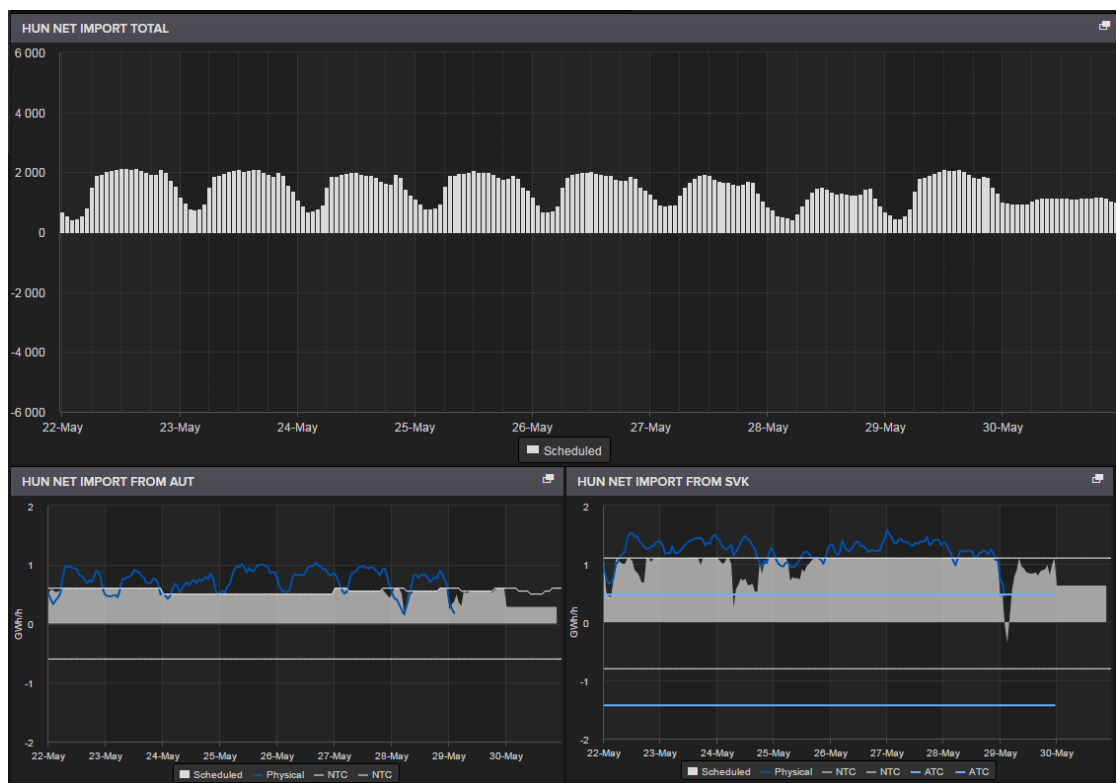 HUN NET IMPORT TOTAL
6 000
4 000
2 000
0
-2 000
-4 000
-6 000
22-May 23-May 24-May 25-May 26-May 27-May 28-May 29-May 30-May
Scheduled
HUN NET IMPORT FROM AUT
2
1
0
-1
-2
GWh/h
22-May 23-May 24-May 25-May 26-May 27-May 28-May 29-May 30-May
Scheduled Physical NTC NTC
HUN NET IMPORT FROM SVK
2
1
0
-1
-2
GWh/h
22-May 23-May 24-May 25-May 26-May 27-May 28-May 29-May 30-May
Scheduled Physical NTC NTC ATC ATC